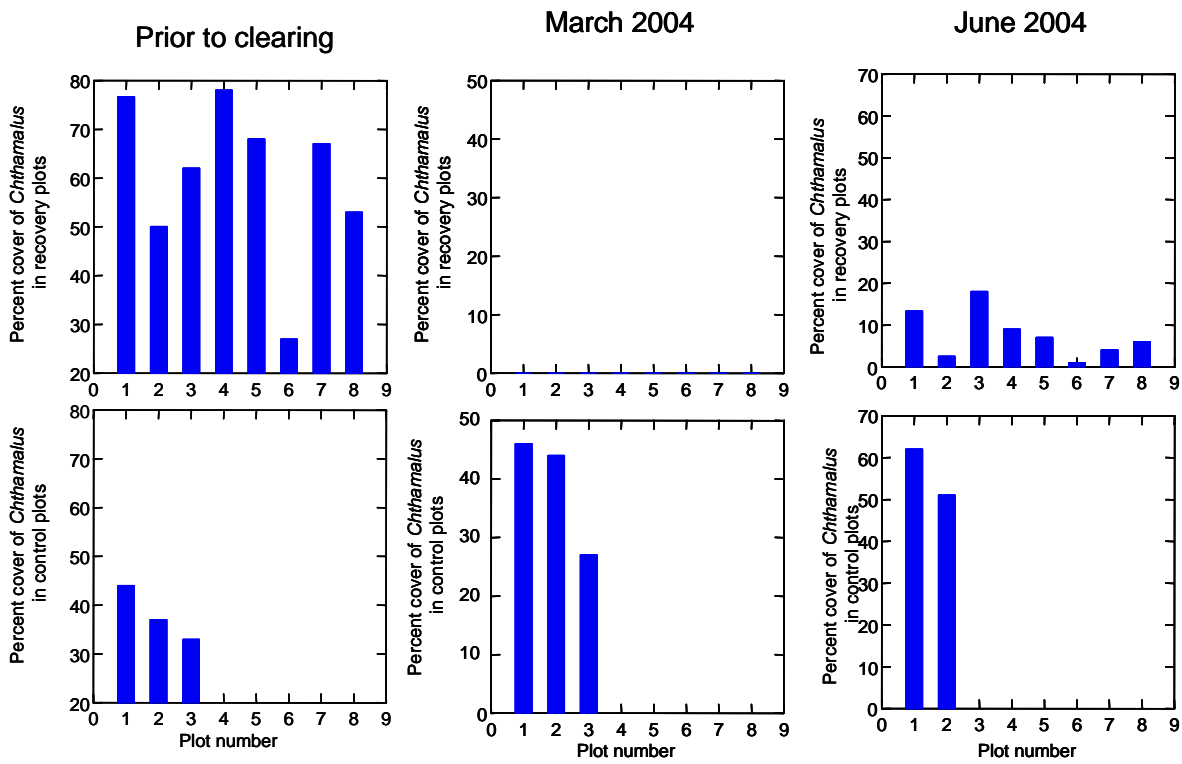 Prior to clearing
March 2004
June 2004
Percent cover of Chthamalus
in recovery plots
80
70
60
50
40
30
20
0 1 2 3 4 5 6 7 8 9
Percent cover of Chthamalus
in recovery plots
50
40
30
20
10
0
0 1 2 3 4 5 6 7 8 9
Percent cover of Chthamalus
in recovery plots
70
60
50
40
30
20
10
0
0 1 2 3 4 5 6 7 8 9
Percent cover of Chthamalus
in control plots
80
70
60
50
40
30
20
0 1 2 3 4 5 6 7 8 9
Plot number
Percent cover of Chthamalus
in control plots
50
40
30
20
10
0
0 1 2 3 4 5 6 7 8 9
Plot number
Percent cover of Chthamalus
in control plots
70
60
50
40
30
20
10
0
0 1 2 3 4 5 6 7 8 9
Plot number